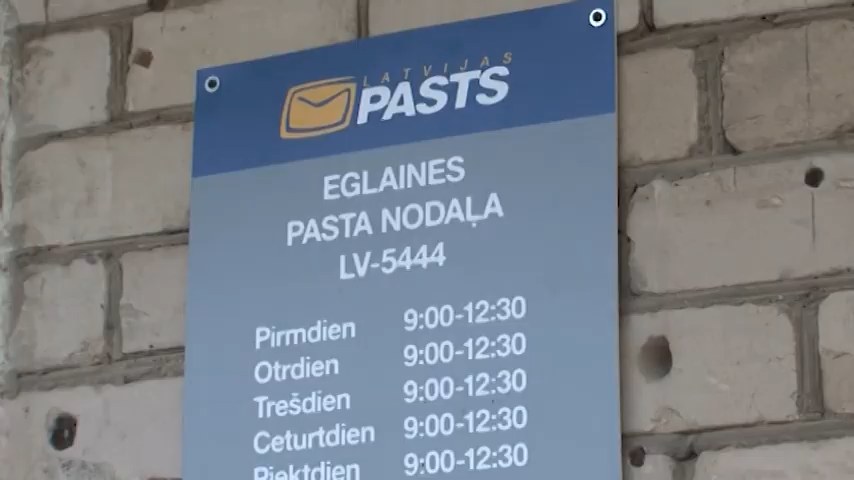 LATVIJAS
PASTS
EGLAINES
PASTA NODAĻA
LV-5444
Pirmdien 9:00-12:30
Otrdien 9:00-12:30
Trešdien 9:00-12:30
Ceturtdien 9:00-12:30
Piektdien 9:00-12:30